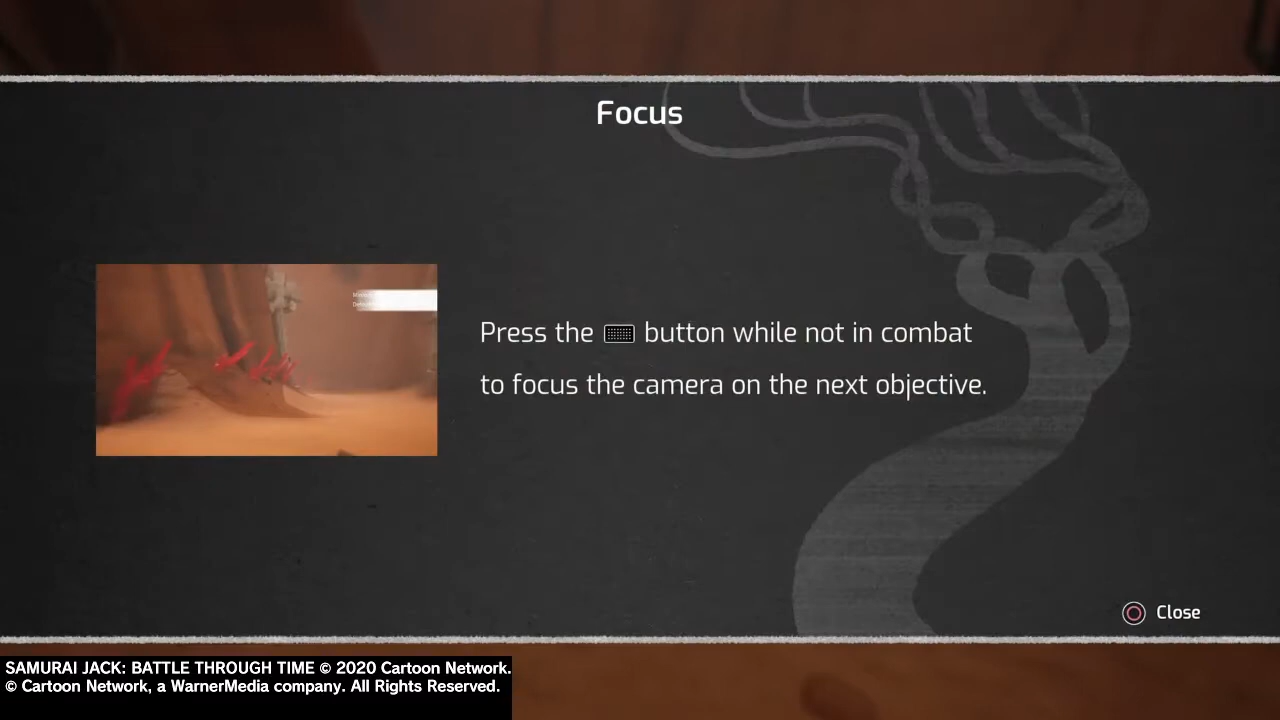 Focus
Press the button while not in combat
to focus the camera on the next objective.
Close
SAMURAI JACK: BATTLE THROUGH TIME © 2020 Cartoon Network.
© Cartoon Network, a WarnerMedia company. All Rights Reserved.